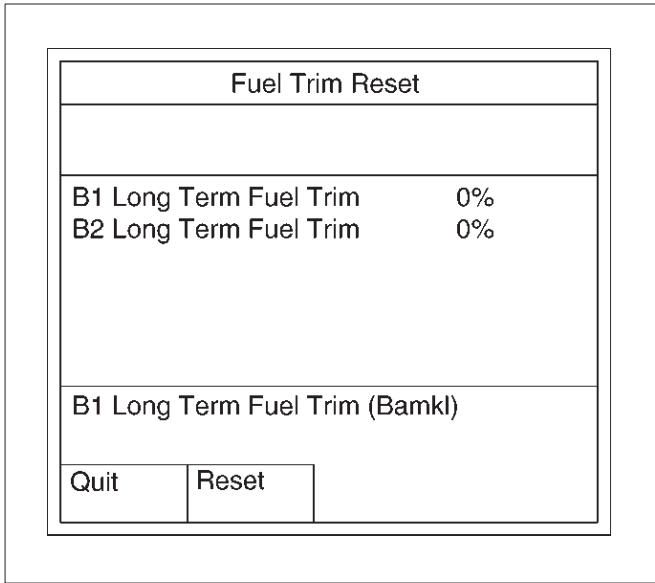 Fuel Trim Reset
B1 Long Term Fuel Trim 0%
B2 Long Term Fuel Trim 0%
B1 Long Term Fuel Trim (Bamkl)
Quit Reset